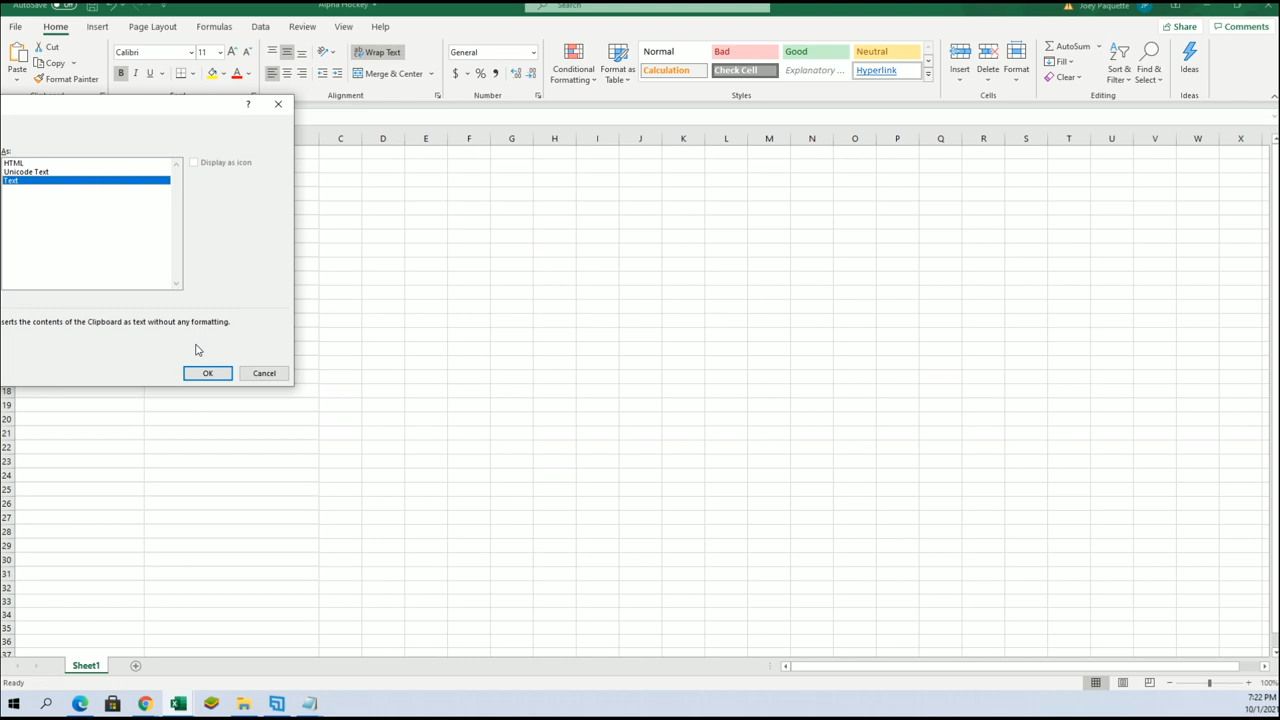 AutoSave Off Alpha Hockey Search Joey Paquette JP
File Home Insert Page Layout Formulas Data Review View Help Share Comments
Paste Cut Copy Format Painter
Calibri 11 B I U A
Wrap Text
Merge & Center
General
$ % 9
Conditional Formatting
Format as Table
Normal Bad Good Neutral
Calculation Check Cell Explanatory ... Hyperlink
Insert Delete Format
AutoSum Fill Clear
Sort & Filter
Find & Select
Ideas
Alignment Number Styles Cells Editing Ideas
?
As:
HTML
Unicode Text
Text
Display as icon
serts the contents of the Clipboard as text without any formatting.
OK Cancel
C D E F G H I J K L M N O P Q R S T U V W X
18
19
20
21
22
23
24
25
26
27
28
29
30
31
32
33
34
35
36
37
Sheet1
Ready 100%
7:22 PM
10/1/2021